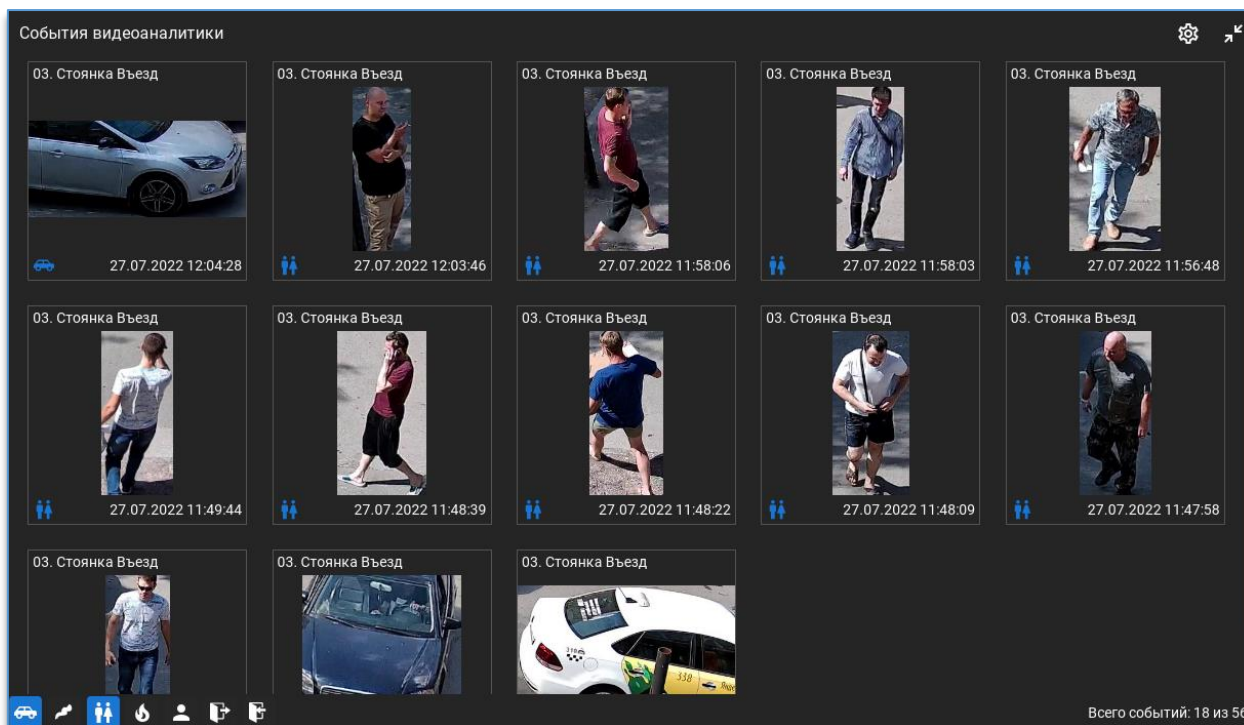 События видеоаналитики
03. Стоянка Въезд
27.07.2022 12:04:28
03. Стоянка Въезд
27.07.2022 12:03:46
03. Стоянка Въезд
27.07.2022 11:58:06
03. Стоянка Въезд
27.07.2022 11:58:03
03. Стоянка Въезд
27.07.2022 11:56:48
03. Стоянка Въезд
27.07.2022 11:49:44
03. Стоянка Въезд
27.07.2022 11:48:39
03. Стоянка Въезд
27.07.2022 11:48:22
03. Стоянка Въезд
27.07.2022 11:48:09
03. Стоянка Въезд
27.07.2022 11:47:58
03. Стоянка Въезд
03. Стоянка Въезд
03. Стоянка Въезд
338
Всего событий: 18 из 56